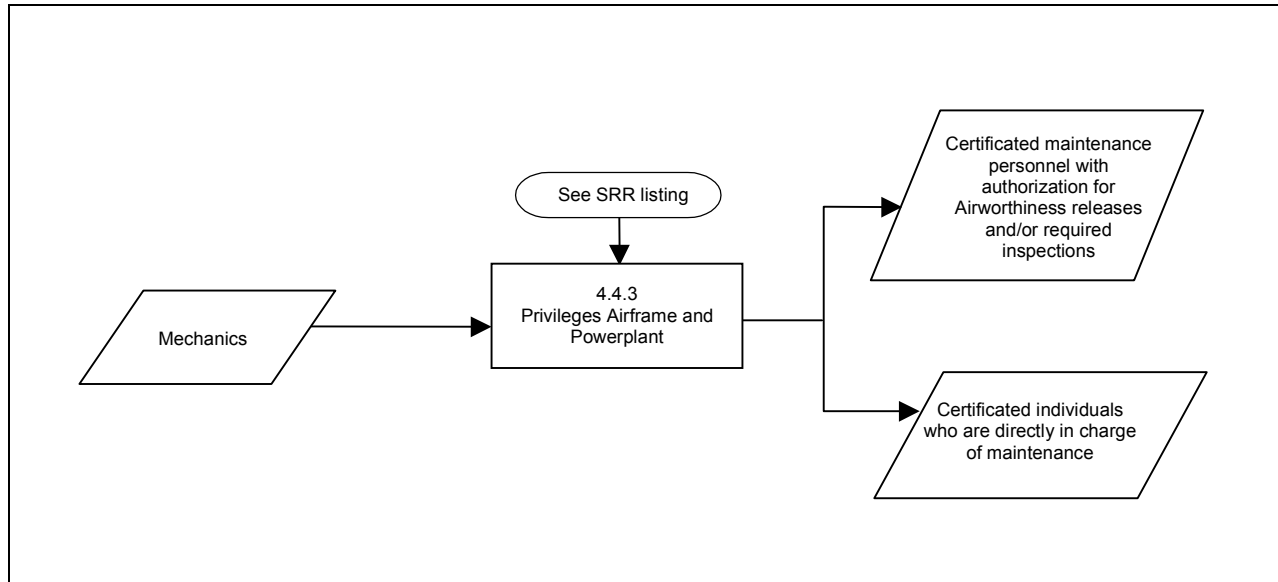 See SRR listing
Mechanics
4.4.3
Privileges Airframe and
Powerplant
Certificated maintenance
personnel with
authorization for
Airworthiness releases
and/or required
inspections
Certificated individuals
who are directly in charge
of maintenance